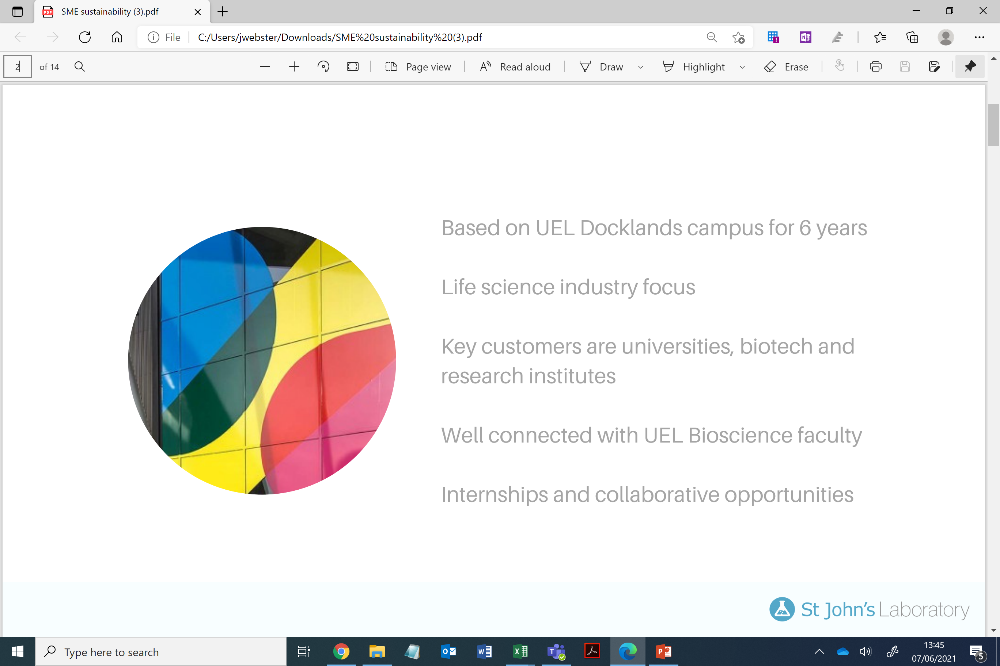 SME sustainability (3).pdf
File
C:/Users/jwebster/Downloads/SME%20sustainability%20(3).pdf
2 of 14 Page view Read aloud Draw Highlight Erase
Based on UEL Docklands campus for 6 years
Life science industry focus
Key customers are universities, biotech and
research institutes
Well connected with UEL Bioscience faculty
Internships and collaborative opportunities
St John's Laboratory
Type here to search
13:45
07/06/2021
5